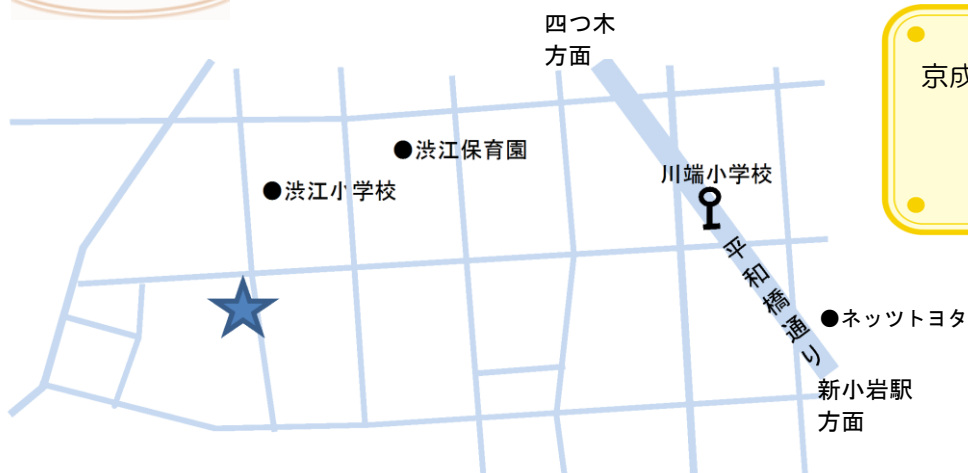 四つ木
方面
京成
●渋江保育園
●渋江小学校
川端小学校
平和橋通り
●ネッツトヨタ
新小岩駅
方面